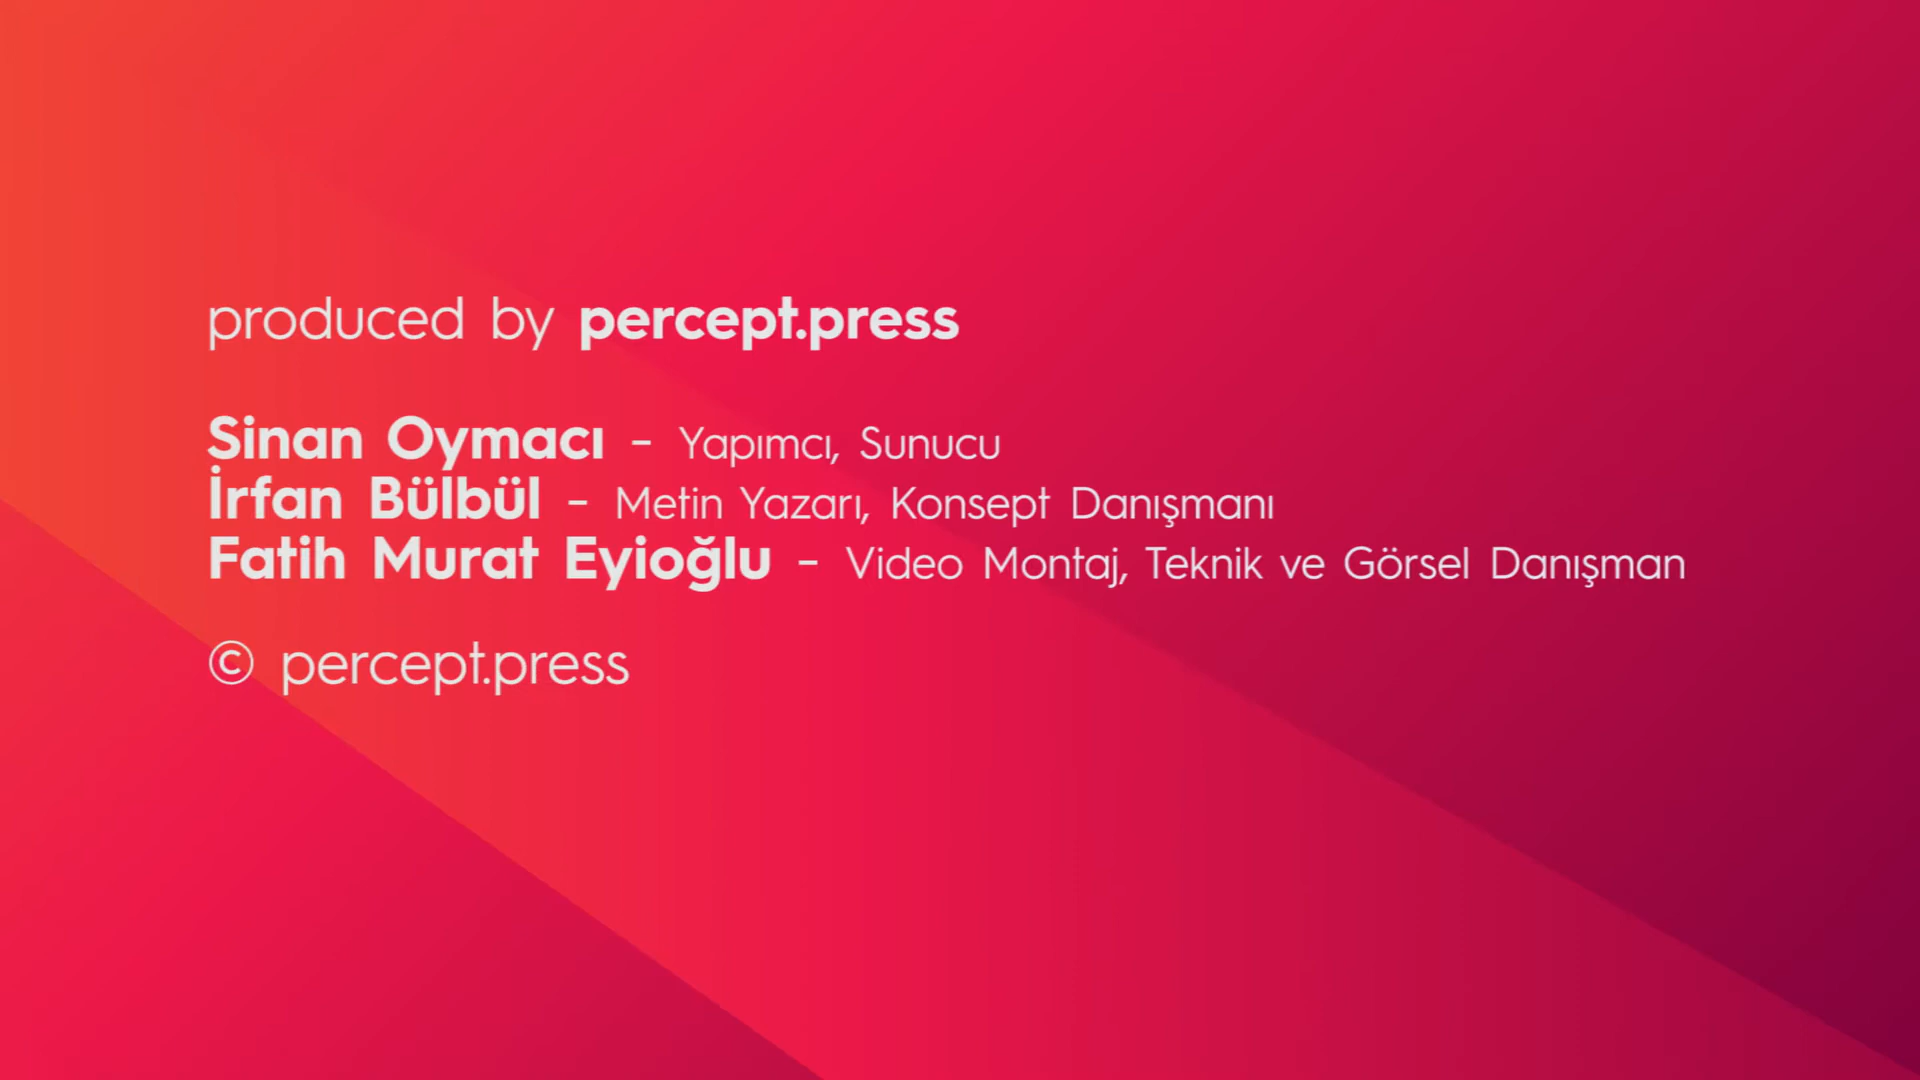 produced by percept.press
Sinan Oymacı - Yapımcı, Sunucu
İrfan Bülbül - Metin Yazarı, Konsept Danışmanı
Fatih Murat Eyioğlu - Video Montaj, Teknik ve Görsel Danışman
© percept.press